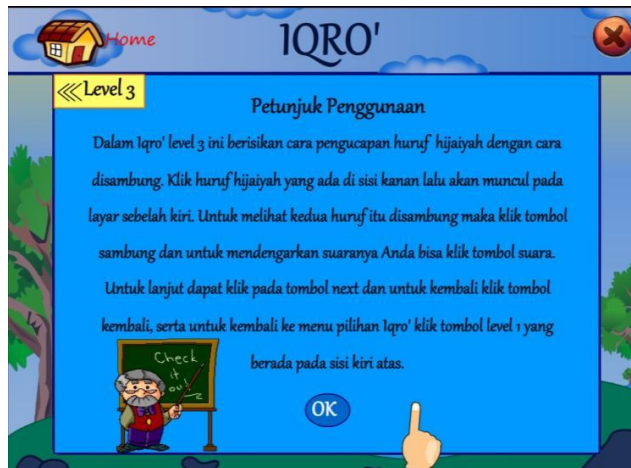 Home
IQRO'
Level 3
Petunjuk Penggunaan
Dalam Iqro' level 3 ini berisikan cara pengucapan huruf hijaiyah dengan cara
disambung. Klik huruf hijaiyah yang ada di sisi kanan lalu akan muncul pada
layar sebelah kiri. Untuk melihat kedua huruf itu disambung maka klik tombol
sambung dan untuk mendengarkan suaranya Anda bisa klik tombol suara.
Untuk lanjut dapat klik pada tombol next dan untuk kembali klik tombol
kembali, serta untuk kembali ke menu pilihan Iqro' klik tombol level 1 yang
berada pada sisi kiri atas.
Check
it
out
OK